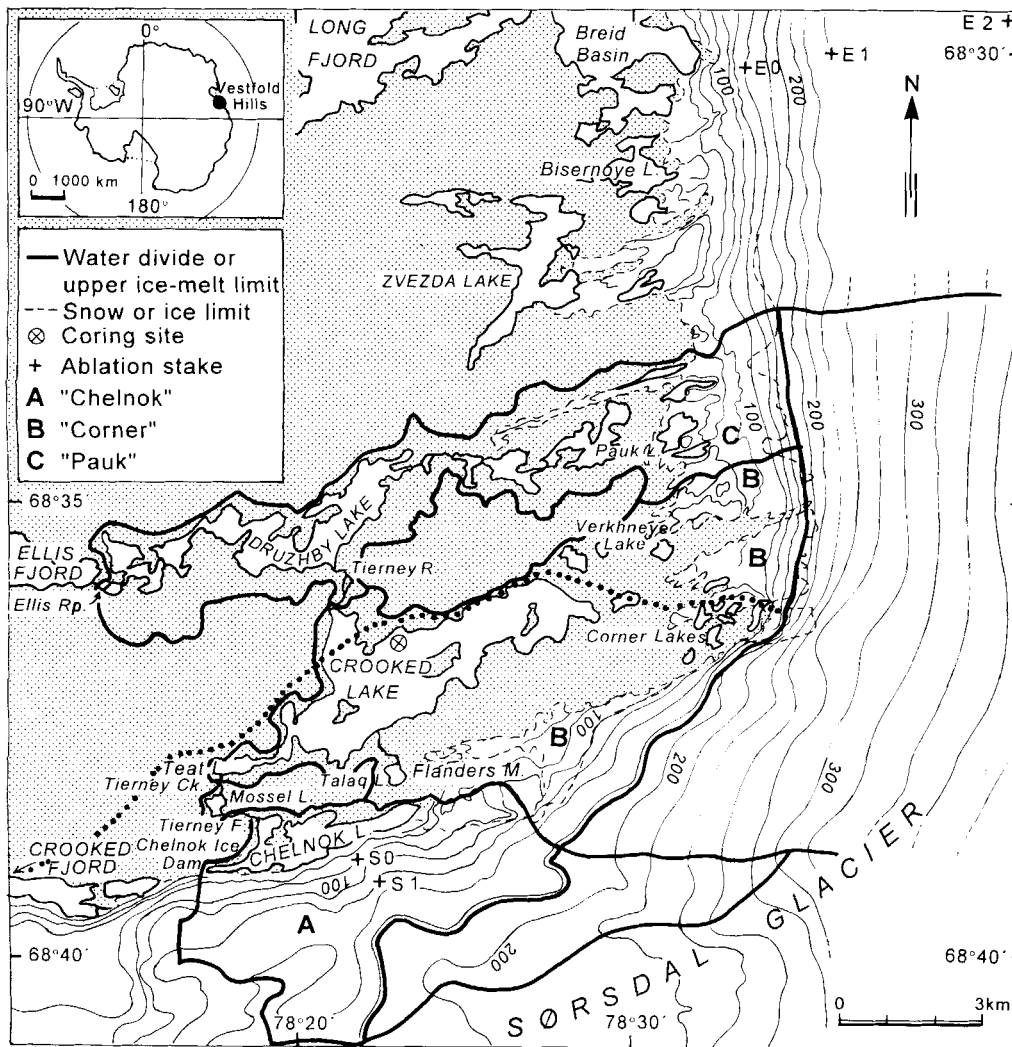 0°
90°W
Vestfold
Hills
0 1000 km
180°
Water divide or
upper ice-melt limit
Snow or ice limit
Coring site
Ablation stake
A "Chelnok"
B "Corner"
C "Pauk"
LONG
FJORD
Breid
Basin
E2
E1
E0
68°30´
100
200
N
Bisernoye L.
ZVEZDA LAKE
300
100
200
C
Pauk L.
B
68°35
Verkhneye
Lake
DRUZHBY LAKE
ELLIS
FJORD
Tierney R.
B
Ellis Rp.
Corner Lakes
CROOKED
LAKE
100
B
200
300
Teal L.
Tierney Ck.
Talaq L.
Flanders M.
Mossel L.
Tierney F.
CHELNOK L.
Chelnok Ice
Dam
CROOKED
FJORD
S0
S1
100
A
68°40´
200
SØRSDAL GLACIER
68°40´
78°20´
78°30´
0 3km